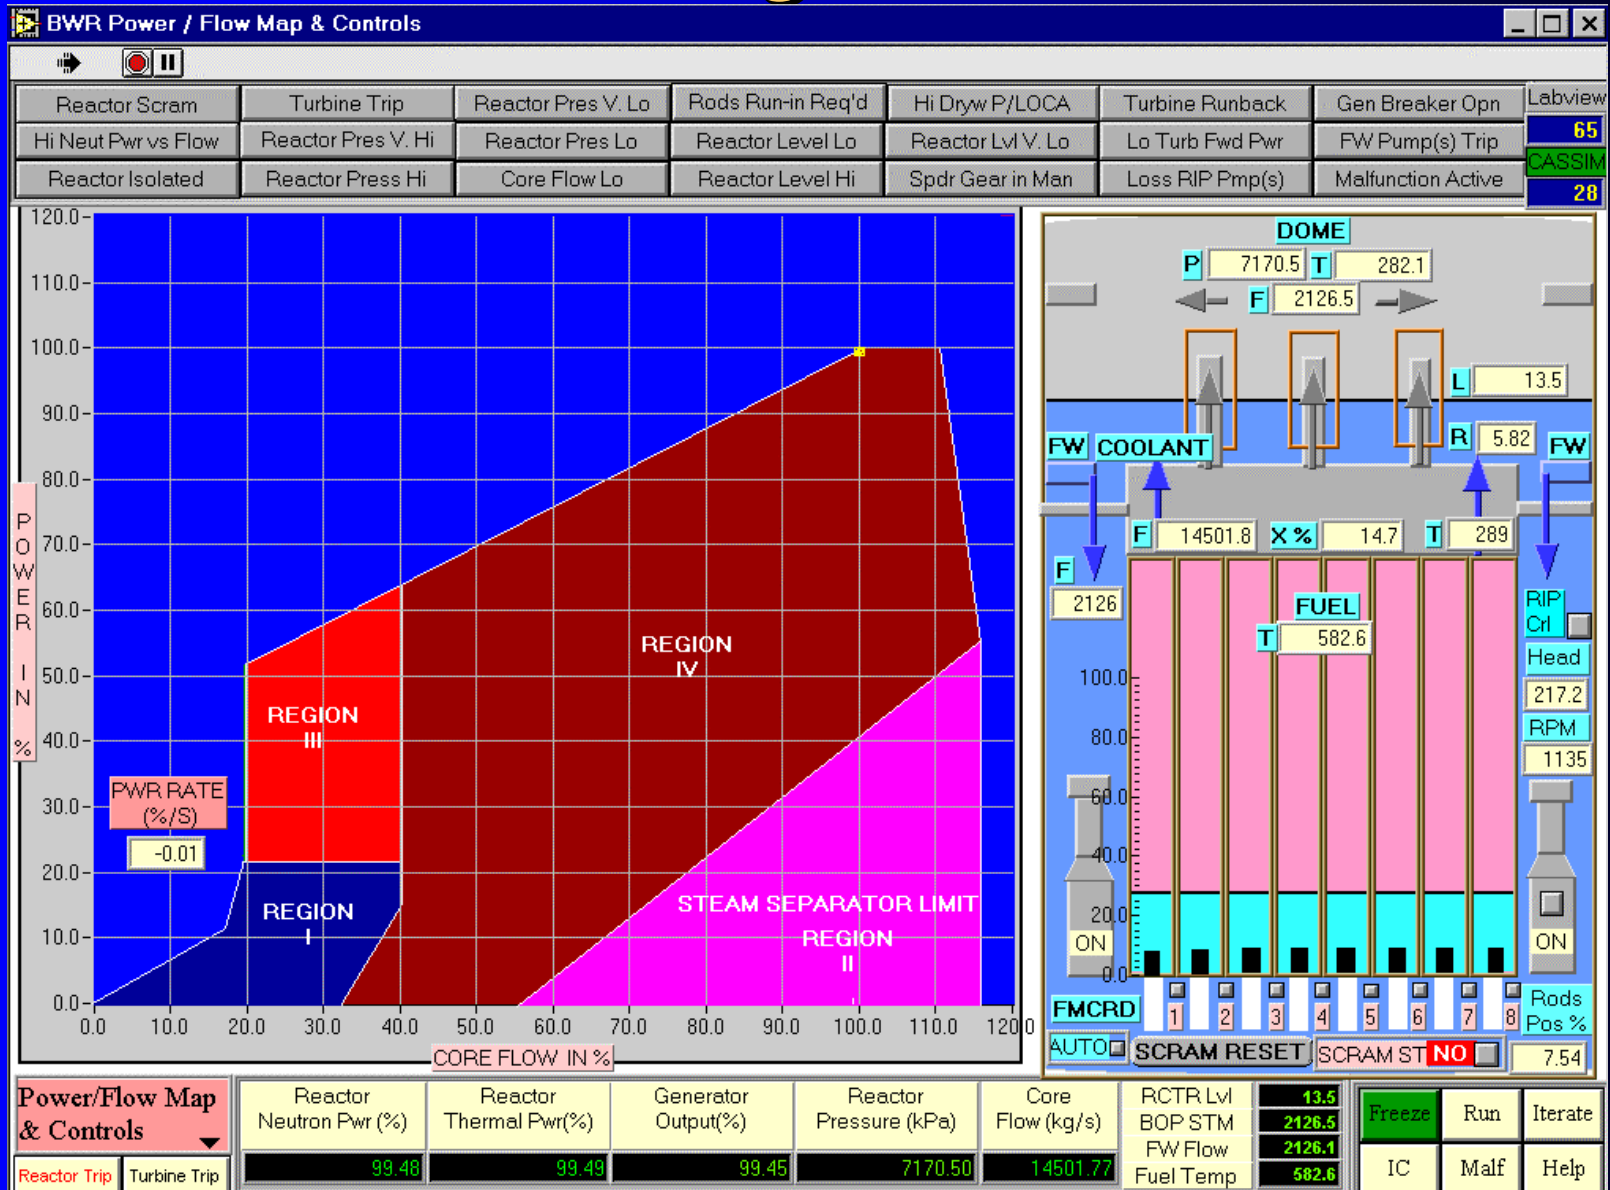 BWR Power / Flow Map & Controls
Reactor Scram Turbine Trip Reactor Pres V. Lo Rods Run-in Req'd Hi Dryw P/LOCA Turbine Runback Gen Breaker Opn Labview
65
Hi Neut Pwr vs Flow Reactor Pres V. Hi Reactor Pres Lo Reactor Level Lo Reactor Lvl V. Lo Lo Turb Fwd Pwr FW Pump(s) Trip
CASSIM
Reactor Isolated Reactor Press Hi Core Flow Lo Reactor Level Hi Spdr Gear in Man Loss RIP Pmp(s) Malfunction Active
28
120.0
110.0
100.0
90.0
80.0
70.0
60.0
50.0
40.0
30.0
20.0
10.0
0.0
POWER IN %
PWR RATE
(%/S)
-0.01
REGION
III
REGION
I
REGION
IV
STEAM SEPARATOR LIMIT
REGION
II
0.0 10.0 20.0 30.0 40.0 50.0 60.0 70.0 80.0 90.0 100.0 110.0 120.0
CORE FLOW IN %
DOME
P 7170.5 T 282.1
F 2126.5
L 13.5
R 5.82
FW COOLANT FW
F 14501.8 X % 14.7 T 289
F
2126
FUEL
T 582.6
RIP
Crl
Head
217.2
RPM
1135
100.0
80.0
60.0
40.0
20.0
0.0
ON
ON
FMCRD
1 2 3 4 5 6 7 8
Rods
Pos %
AUTO SCRAM RESET SCRAM ST NO
7.54
Power/Flow Map
& Controls
Reactor Trip Turbine Trip
Reactor
Neutron Pwr (%)
99.48
Reactor
Thermal Pwr(%)
99.49
Generator
Output(%)
99.45
Reactor
Pressure (kPa)
7170.50
Core
Flow (kg/s)
14501.77
RCTR Lvl 13.5
BOP STM 2126.5
FW Flow 2126.1
Fuel Temp 582.6
Freeze Run Iterate
IC Malf Help